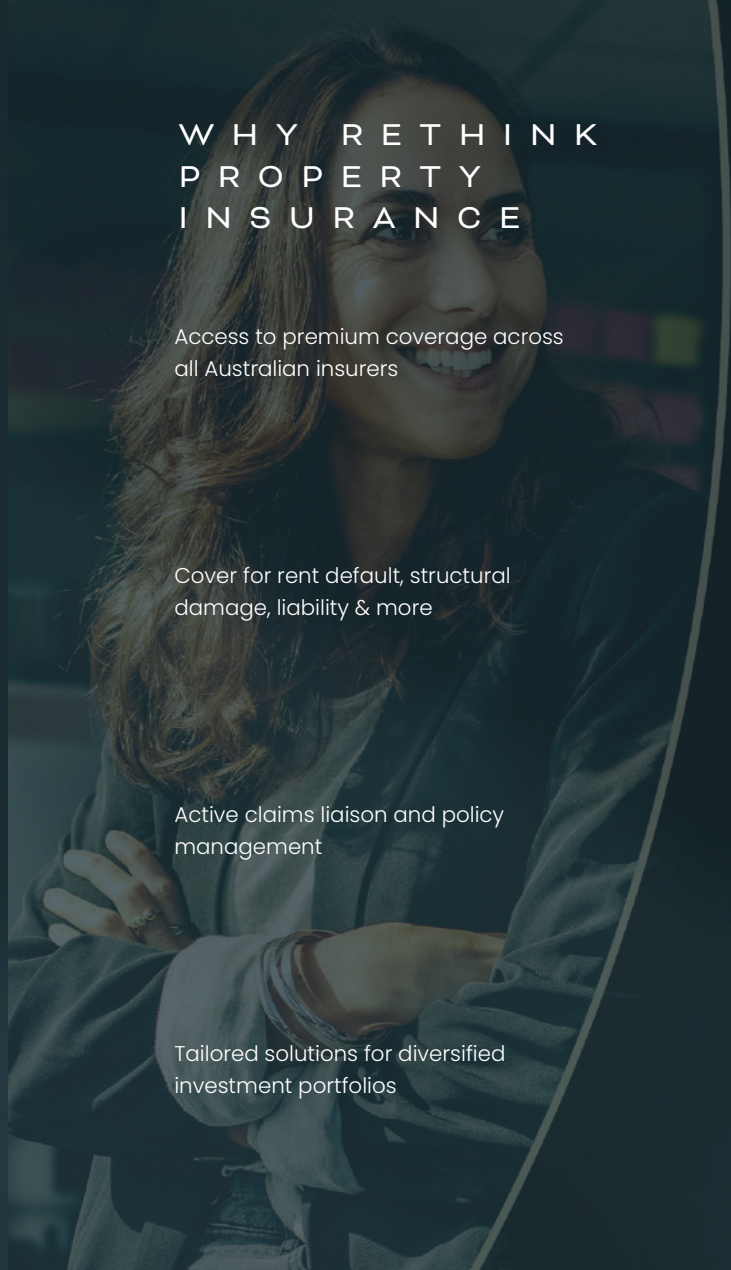 WHY RETHINK
PROPERTY
INSURANCE
Access to premium coverage across
all Australian insurers
Cover for rent default, structural
damage, liability & more
Active claims liaison and policy
management
Tailored solutions for diversified
investment portfolios